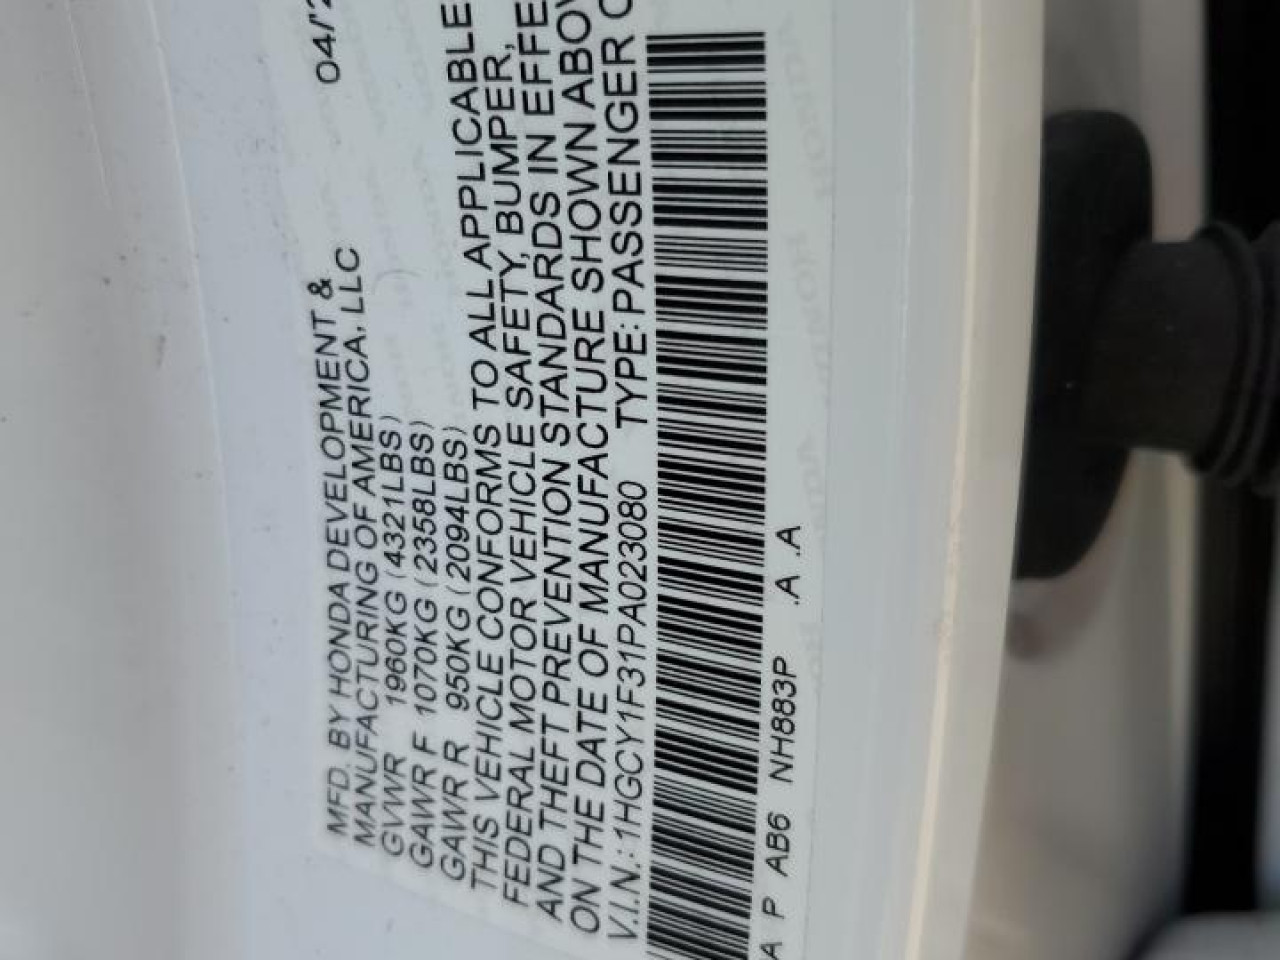 04/2
MFD. BY HONDA DEVELOPMENT &
MANUFACTURING OF AMERICA, LLC
GVWR 1960KG (4321LBS)
GAWR F 1070KG (2358LBS)
GAWR R 950KG (2094LBS)
THIS VEHICLE CONFORMS TO ALL APPLICABLE
FEDERAL MOTOR VEHICLE SAFETY, BUMPER,
AND THEFT PREVENTION STANDARDS IN EFFE
ON THE DATE OF MANUFACTURE SHOWN ABOV
V.I.N.: 1HGCY1F31PA023080 TYPE: PASSENGER C
A P AB6 NH883P .A .A